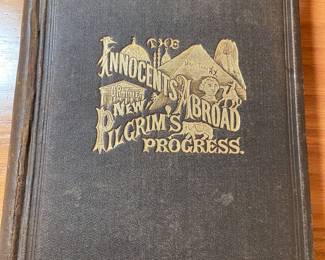 THE
INNOCENTS
ABROAD
OR THE
NEW
PILGRIM'S
PROGRESS.